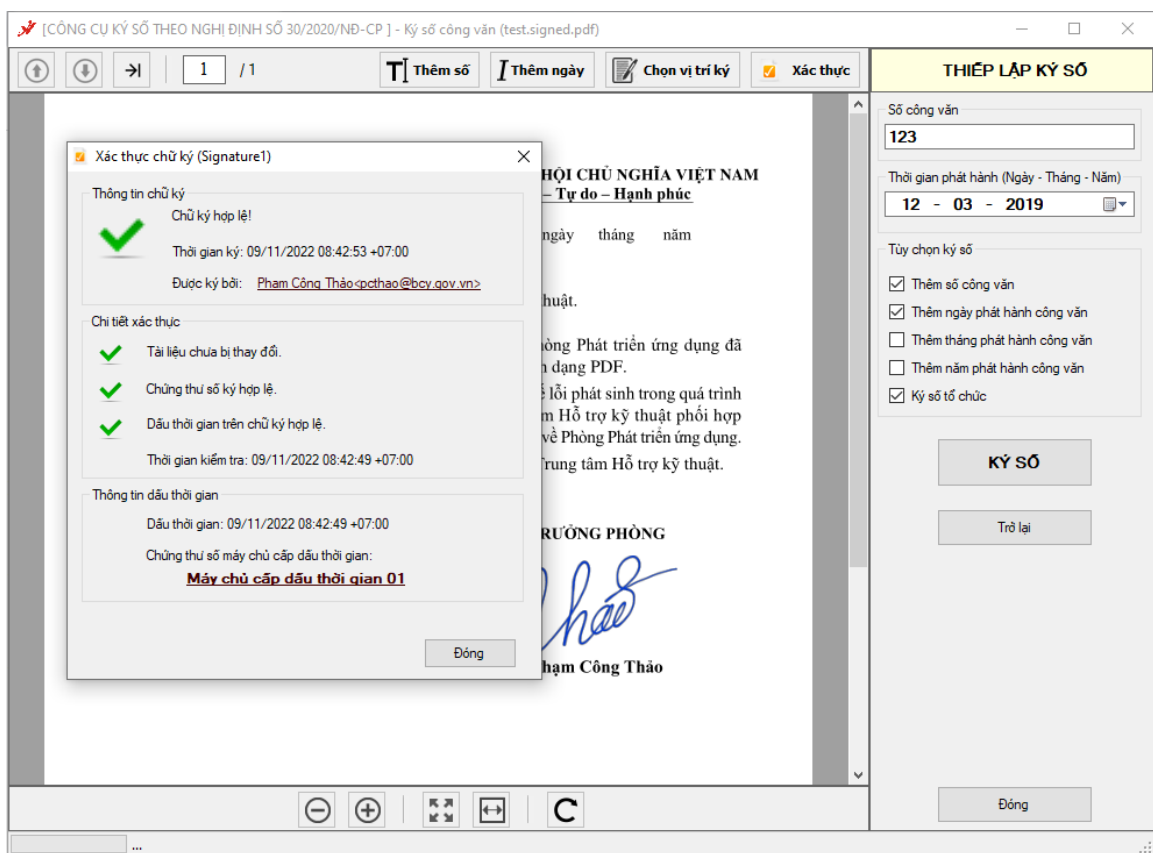 [CÔNG CỤ KÝ SỐ THEO NGHỊ ĐỊNH SỐ 30/2020/NĐ-CP ] - Ký số công văn (test.signed.pdf)
1 / 1 Thêm số Thêm ngày Chọn vị trí ký Xác thực
THIẾP LẬP KÝ SỐ
Xác thực chữ ký (Signature1)
Thông tin chữ ký
Chữ ký hợp lệ!
Thời gian ký: 09/11/2022 08:42:53 +07:00
Được ký bởi: Phạm Công Thảo<pcthao@bcy.gov.vn>
Chi tiết xác thực
Tài liệu chưa bị thay đổi.
Chứng thư số ký hợp lệ.
Dấu thời gian trên chữ ký hợp lệ.
Thời gian kiểm tra: 09/11/2022 08:42:49 +07:00
Thông tin dấu thời gian
Dấu thời gian: 09/11/2022 08:42:49 +07:00
Chứng thư số máy chủ cấp dấu thời gian:
Máy chủ cấp dấu thời gian 01
Đóng
HỘI CHỦ NGHĨA VIỆT NAM
– Tự do – Hạnh phúc
ngày tháng năm
huật.
òng Phát triển ứng dụng đã
dạng PDF.
lỗi phát sinh trong quá trình
m Hỗ trợ kỹ thuật phối hợp
về Phòng Phát triển ứng dụng.
rung tâm Hỗ trợ kỹ thuật.
RƯỞNG PHÒNG
hạm Công Thảo
Số công văn
123
Thời gian phát hành (Ngày - Tháng - Năm)
12 - 03 - 2019
Tùy chọn ký số
Thêm số công văn
Thêm ngày phát hành công văn
Thêm tháng phát hành công văn
Thêm năm phát hành công văn
Ký số tổ chức
KÝ SỐ
Trở lại
Đóng
...